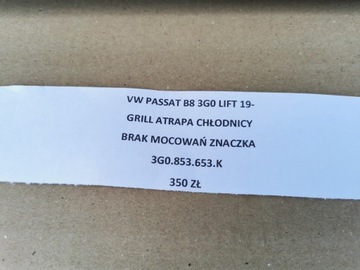 VW PASSAT B8 3G0 LIFT 19-
GRILL ATRAPA CHŁODNICY
BRAK MOCOWAŃ ZNACZKA
3G0.853.653.K
350 ZŁ